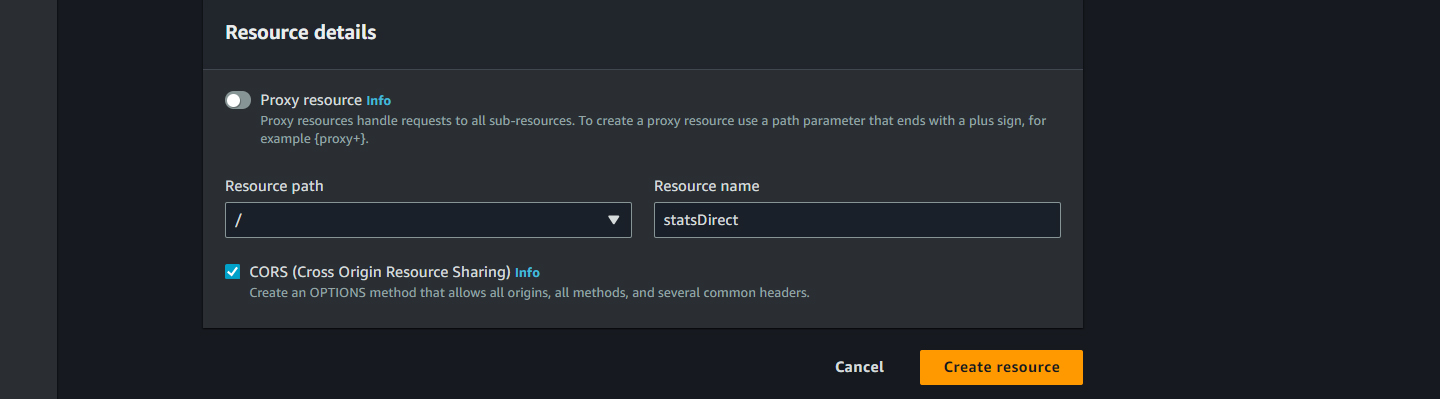 Resource details
Proxy resource Info
Proxy resources handle requests to all sub-resources. To create a proxy resource use a path parameter that ends with a plus sign, for
example {proxy+}.
Resource path
Resource name
/
statsDirect
CORS (Cross Origin Resource Sharing) Info
Create an OPTIONS method that allows all origins, all methods, and several common headers.
Cancel
Create resource